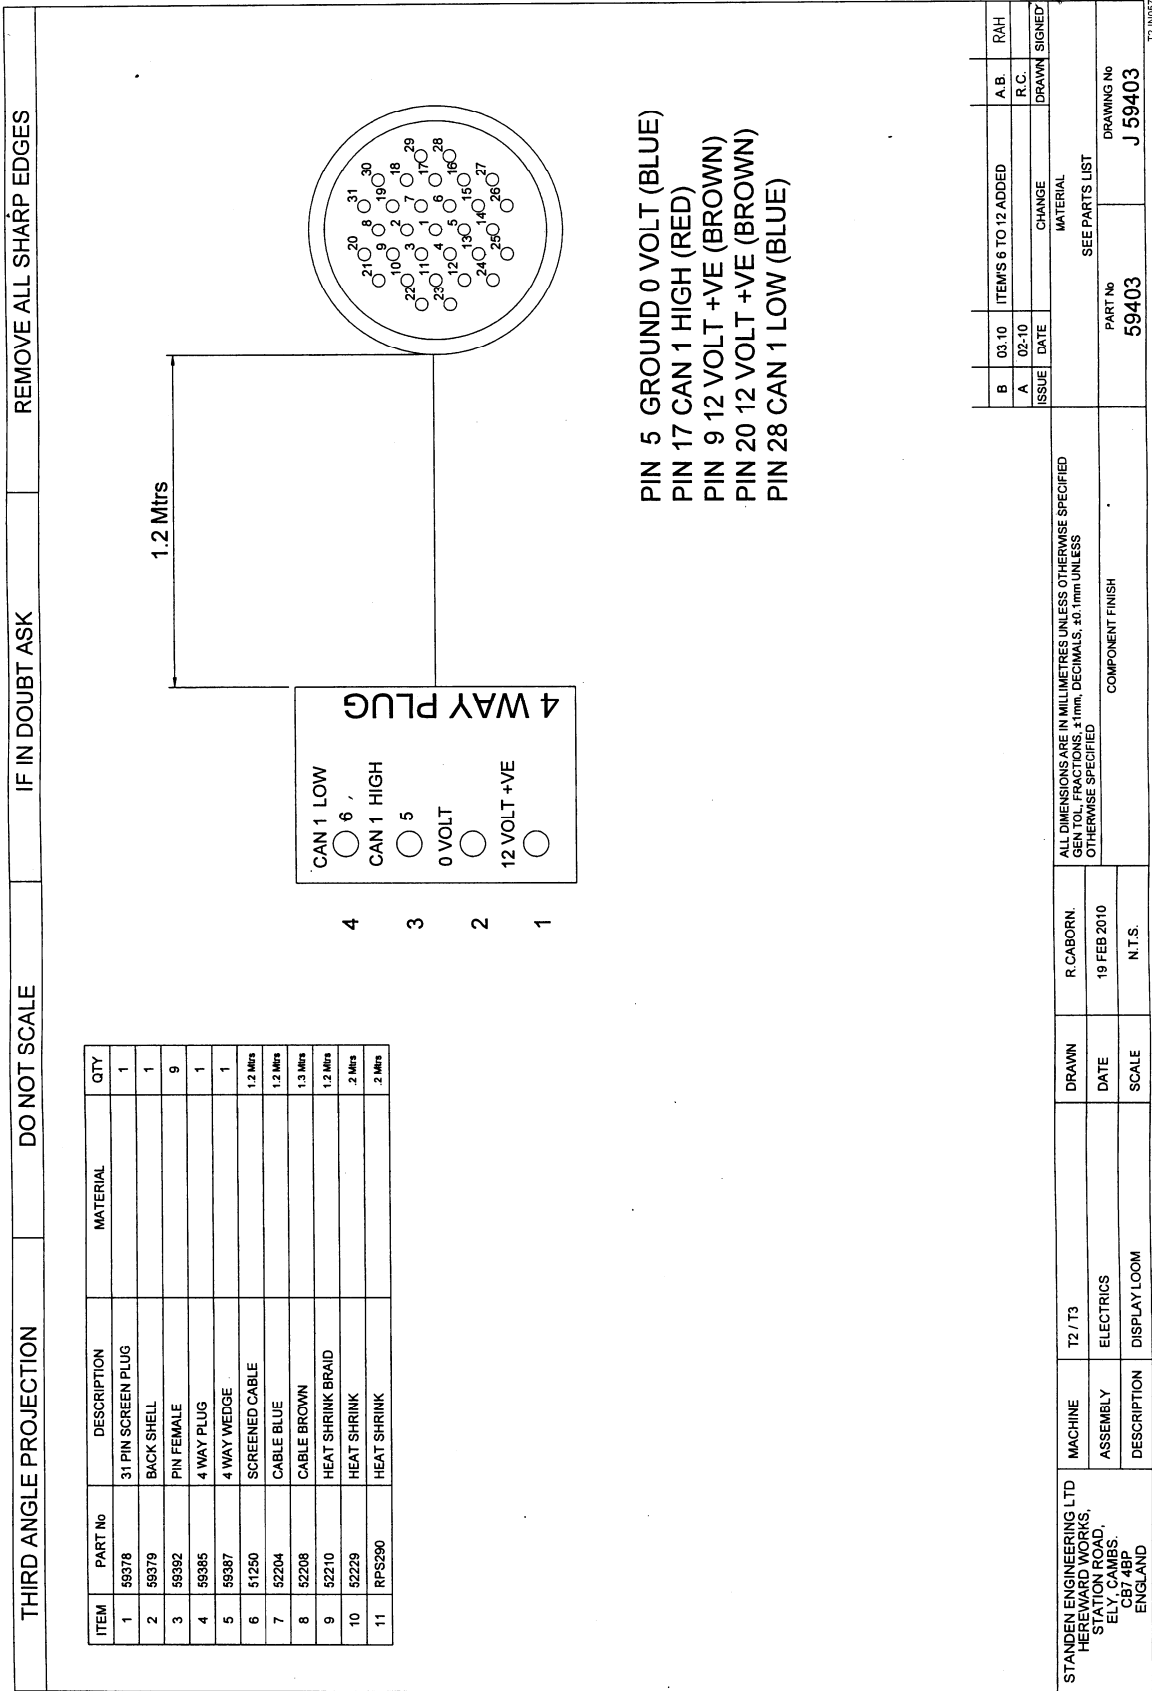 THIRD ANGLE PROJECTION DO NOT SCALE IF IN DOUBT ASK REMOVE ALL SHARP EDGES
ITEM PART No DESCRIPTION MATERIAL QTY
1 59378 31 PIN SCREEN PLUG 1
2 59379 BACK SHELL 1
3 59392 PIN FEMALE 9
4 59385 4 WAY PLUG 1
5 59387 4 WAY WEDGE 1
6 51250 SCREENED CABLE 1.2 Mtrs
7 52204 CABLE BLUE 1.2 Mtrs
8 52208 CABLE BROWN 1.3 Mtrs
9 52210 HEAT SHRINK BRAID 1.2 Mtrs
10 52229 HEAT SHRINK .2 Mtrs
11 RPS290 HEAT SHRINK .2 Mtrs
1.2 Mtrs
4
3
2
1
CAN 1 LOW
6
CAN 1 HIGH
5
0 VOLT
12 VOLT +VE
4 WAY PLUG
31
30
20
8
19
18
29
21
9
2
7
17
28
10
3
1
6
16
22
11
4
5
15
27
23
12
13
14
26
24
25
PIN 5 GROUND 0 VOLT (BLUE)
PIN 17 CAN 1 HIGH (RED)
PIN 9 12 VOLT +VE (BROWN)
PIN 20 12 VOLT +VE (BROWN)
PIN 28 CAN 1 LOW (BLUE)
B 03.10 ITEM'S 6 TO 12 ADDED A.B. RAH
A 02-10 R.C.
ISSUE DATE CHANGE DRAWN SIGNED
STANDEN ENGINEERING LTD
HEREWARD WORKS,
STATION ROAD,
ELY, CAMBS.
CB7 4BP
ENGLAND
MACHINE T2 / T3
ASSEMBLY ELECTRICS
DESCRIPTION DISPLAY LOOM
DRAWN R.CABORN.
DATE 19 FEB 2010
SCALE N.T.S.
ALL DIMENSIONS ARE IN MILLIMETRES UNLESS OTHERWISE SPECIFIED
GEN TOL, FRACTIONS, ±1mm, DECIMALS, ±0.1mm UNLESS
OTHERWISE SPECIFIED
COMPONENT FINISH
MATERIAL
SEE PARTS LIST
PART No
59403
DRAWING No
J 59403